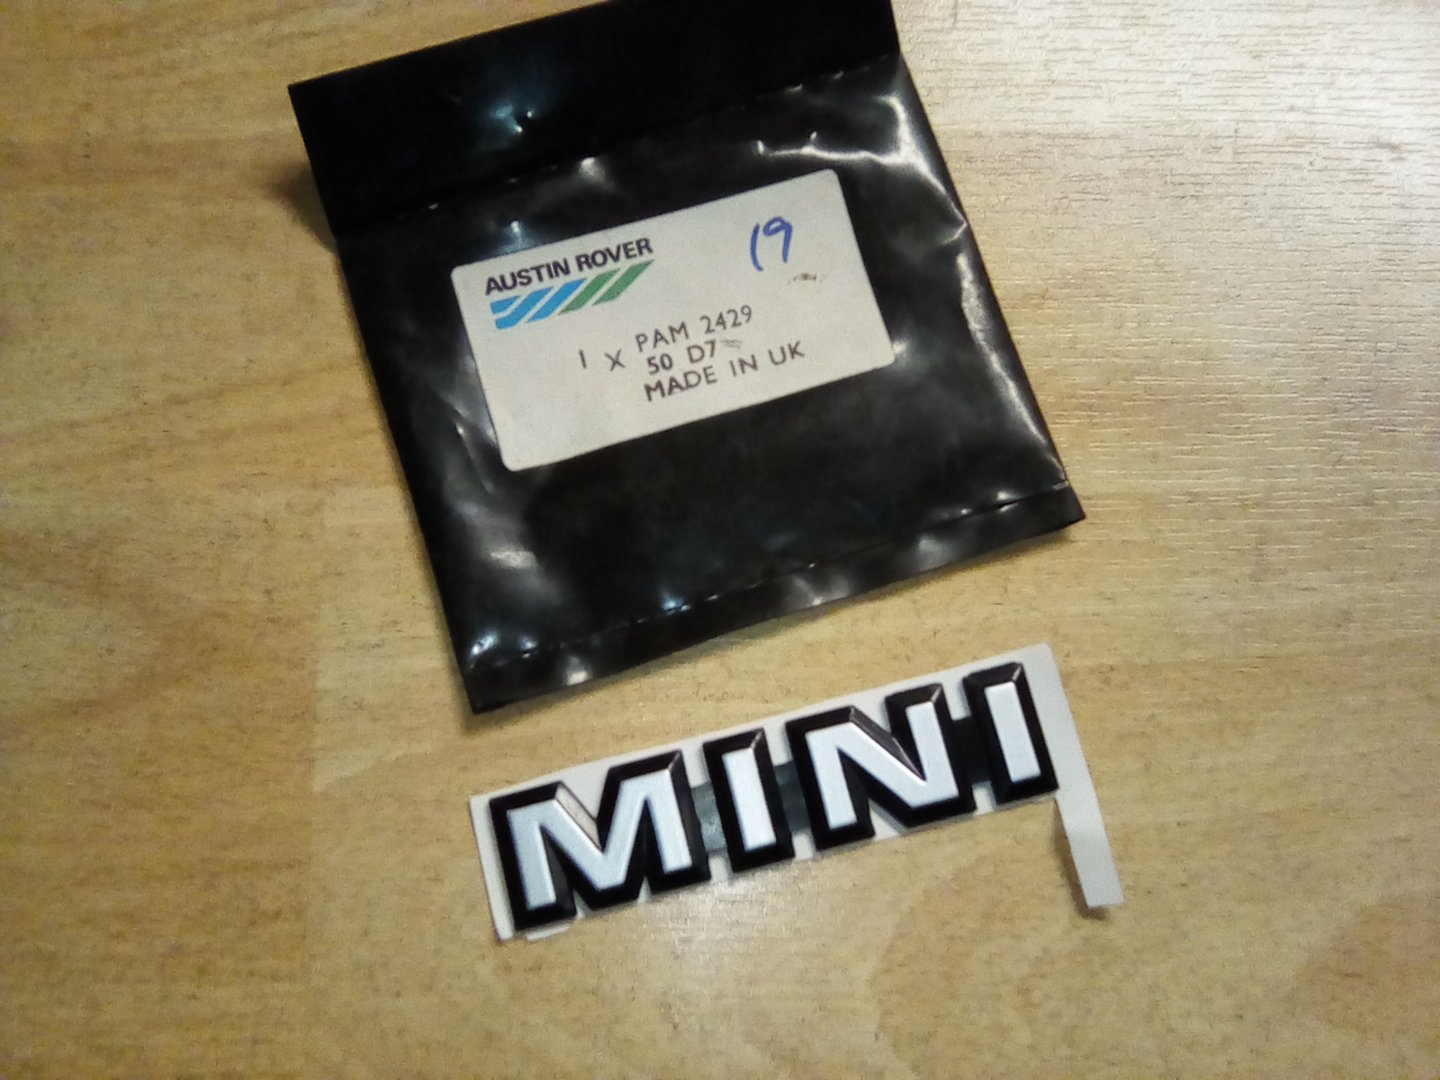 AUSTIN ROVER
19
1 X PAM 2429
50 D7
MADE IN UK
MINI